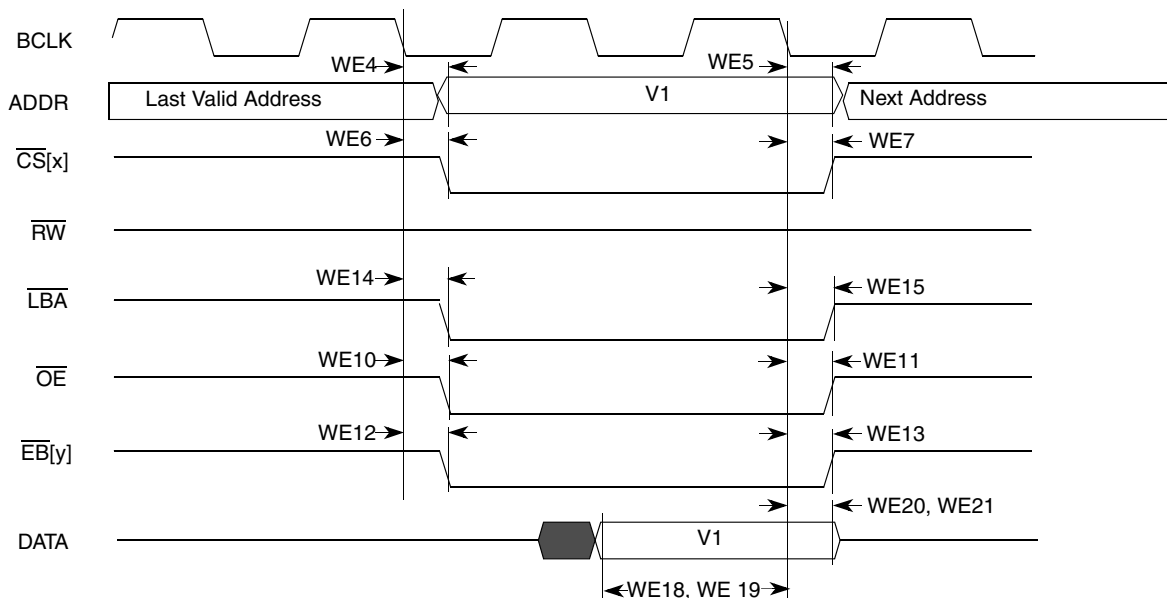 BCLK
WE4
WE5
ADDR
Last Valid Address
V1
Next Address
WE6
WE7
CS[x]
RW
WE14
LBA
WE15
WE10
WE11
OE
WE12
WE13
EB[y]
WE20, WE21
DATA
V1
WE18, WE 19